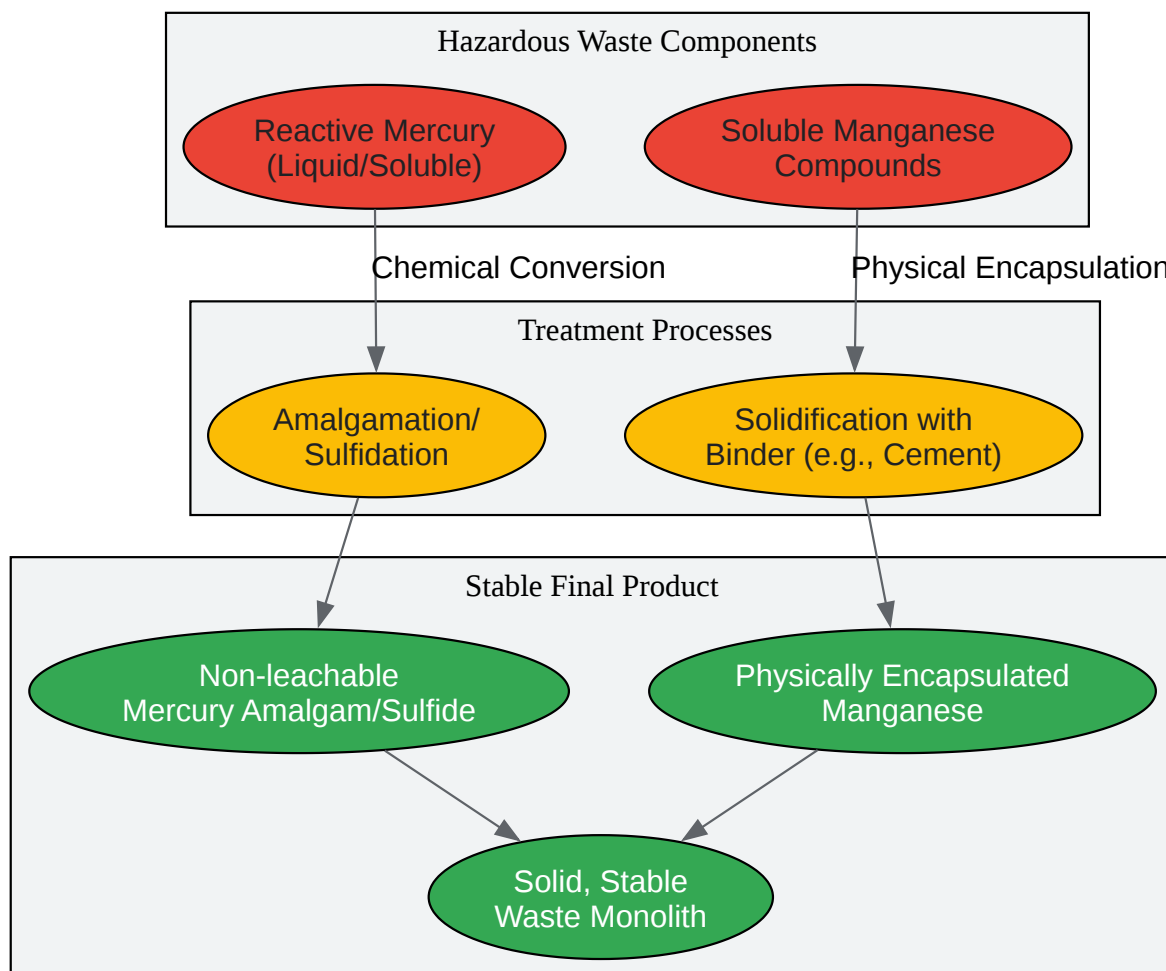 Hazardous Waste Components
Reactive Mercury
(Liquid/Soluble)
Soluble Manganese
Compounds
Chemical Conversion
Physical Encapsulation
Treatment Processes
Amalgamation/
Sulfidation
Solidification with
Binder (e.g., Cement)
Stable Final Product
Non-leachable
Mercury Amalgam/Sulfide
Physically Encapsulated
Manganese
Solid, Stable
Waste Monolith